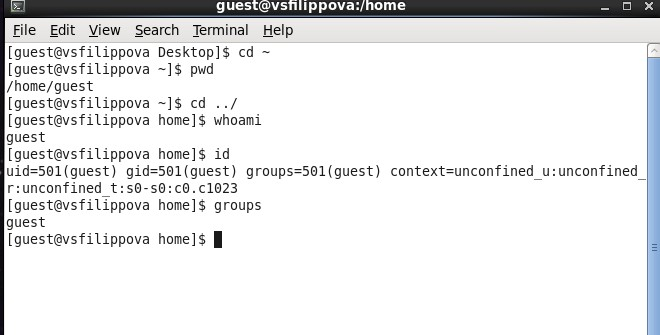 guest@vsfilippova:/home
File Edit View Search Terminal Help
[guest@vsfilippova Desktop]$ cd ~
[guest@vsfilippova ~]$ pwd
/home/guest
[guest@vsfilippova ~]$ cd ../
[guest@vsfilippova home]$ whoami
guest
[guest@vsfilippova home]$ id
uid=501(guest) gid=501(guest) groups=501(guest) context=unconfined_u:unconfined_
r:unconfined_t:s0-s0:c0.c1023
[guest@vsfilippova home]$ groups
guest
[guest@vsfilippova home]$